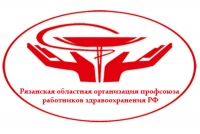 Рязанская областная организация профсоюза
работников здравоохранения РФ